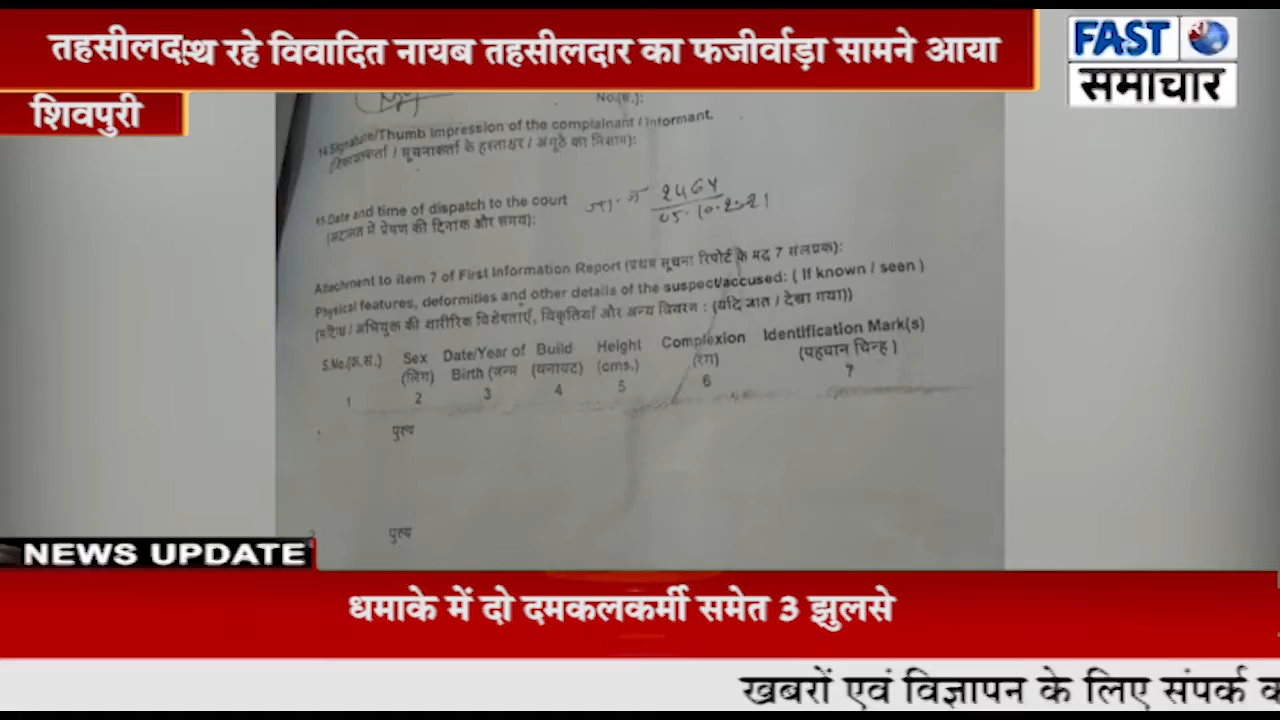 तहसीलद थ रहे विवादित नायब तहसीलदार का फर्जीवाड़ा सामने आया
FAST
समाचार
शिवपुरी
No.(स.):
14.Signature/Thumb impression of the complainant / informant.
(शिकायतकर्ता / सूचनाकर्ता के हस्ताक्षर / अंगूठे का निशान):
15.Date and time of dispatch to the court
(अदालत में प्रेषण की दिनांक और समय):
05.10.2021
Attachment to item 7 of First Information Report (प्रथम सूचना रिपोर्ट के मद 7 संलग्नक):
Physical features, deformities and other details of the suspect/accused: ( If known / seen )
(संदिग्ध / अभियुक्त की शारीरिक विशेषताएँ, विकृतियाँ और अन्य विवरण : (यदि ज्ञात / देखा गया))
S.No.(क्र.सं.) Sex Date/Year of Build Height Complexion Identification Mark(s)
(लिंग) Birth (जन्म (बनावट) (cms.) (रंग) (पहचान चिन्ह )
1 2 3 4 5 6 7
पुरुष
2 पुरुष
NEWS UPDATE
धमाके में दो दमकलकर्मी समेत 3 झुलसे
खबरों एवं विज्ञापन के लिए संपर्क क